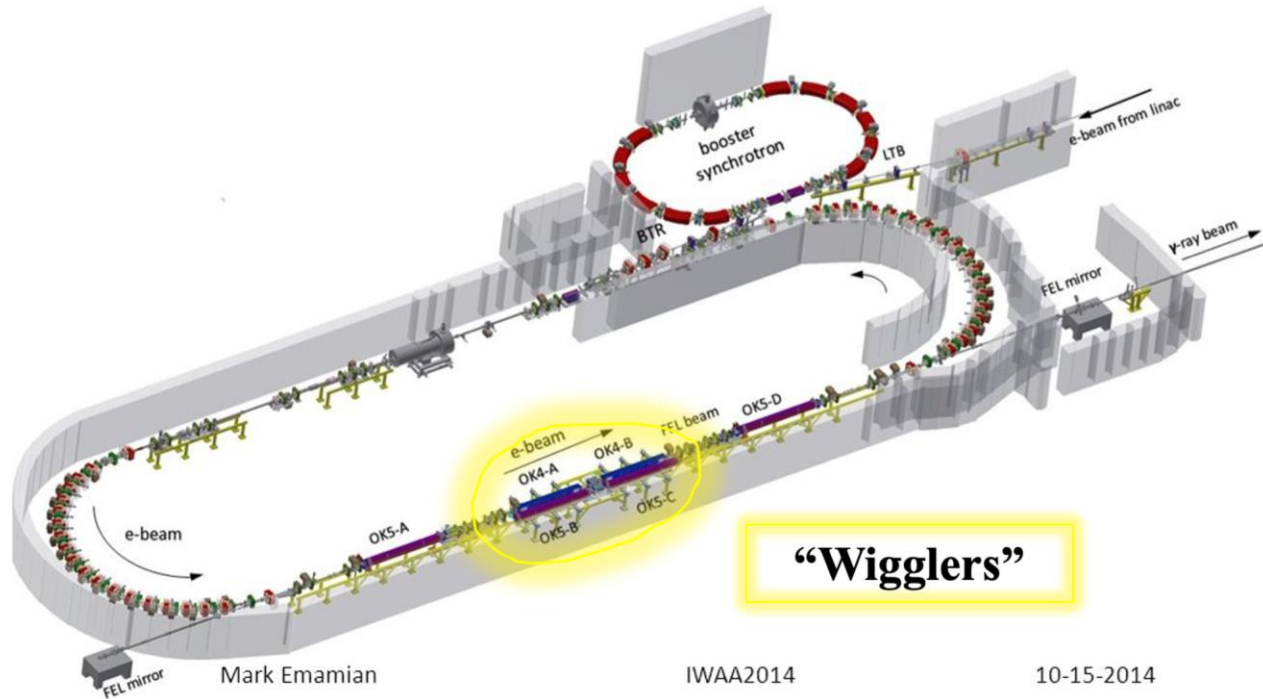 booster
synchrotron
LTB
e-beam from linac
BTR
γ-ray beam
FEL mirror
OK5-D
FEL beam
e-beam
OK4-B
OK4-A
OK5-C
OK5-B
OK5-A
e-beam
“Wigglers”
FEL mirror
Mark Emamian IWAA2014 10-15-2014